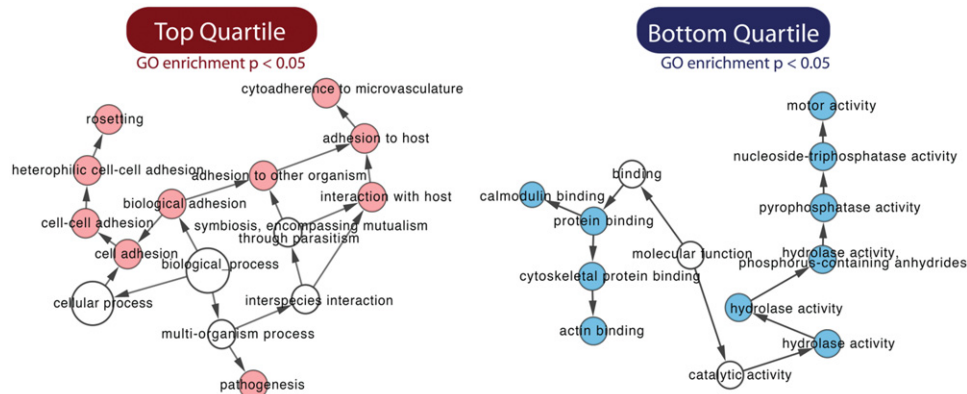 Top Quartile
GO enrichment p < 0.05
cytoadherence to microvasculature
rosetting
adhesion to host
heterophilic cell-cell adhesion
adhesion to other organism
interaction with host
biological adhesion
cell-cell adhesion
symbiosis, encompassing mutualism
through parasitism
cell adhesion
biological_process
cellular process
interspecies interaction
multi-organism process
pathogenesis
Bottom Quartile
GO enrichment p < 0.05
motor activity
nucleoside-triphosphatase activity
binding
calmodulin binding
pyrophosphatase activity
protein binding
molecular function
hydrolase activity,
phosphorus-containing anhydrides
cytoskeletal protein binding
hydrolase activity
actin binding
hydrolase activity
catalytic activity